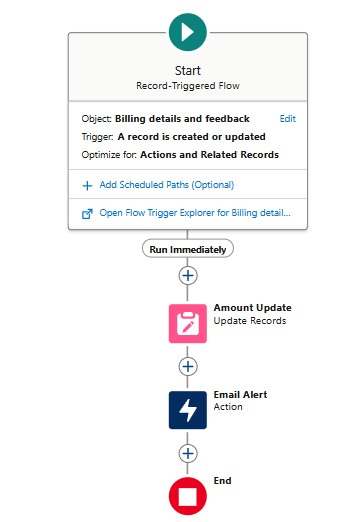 Start
Record-Triggered Flow
Object: Billing details and feedback Edit
Trigger: A record is created or updated
Optimize for: Actions and Related Records
Add Scheduled Paths (Optional)
Open Flow Trigger Explorer for Billing detail...
Run Immediately
Amount Update
Update Records
Email Alert
Action
End